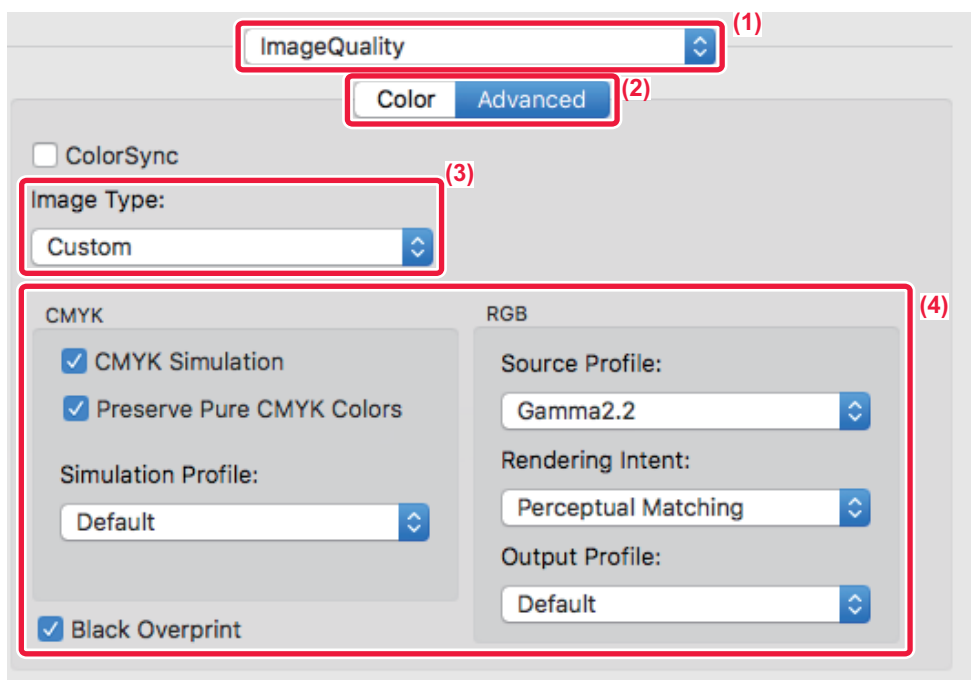 ImageQuality
(1)
Color Advanced
(2)
ColorSync
(3)
Image Type:
Custom
(4)
CMYK
CMYK Simulation
Preserve Pure CMYK Colors
Simulation Profile:
Default
Black Overprint
RGB
Source Profile:
Gamma2.2
Rendering Intent:
Perceptual Matching
Output Profile:
Default